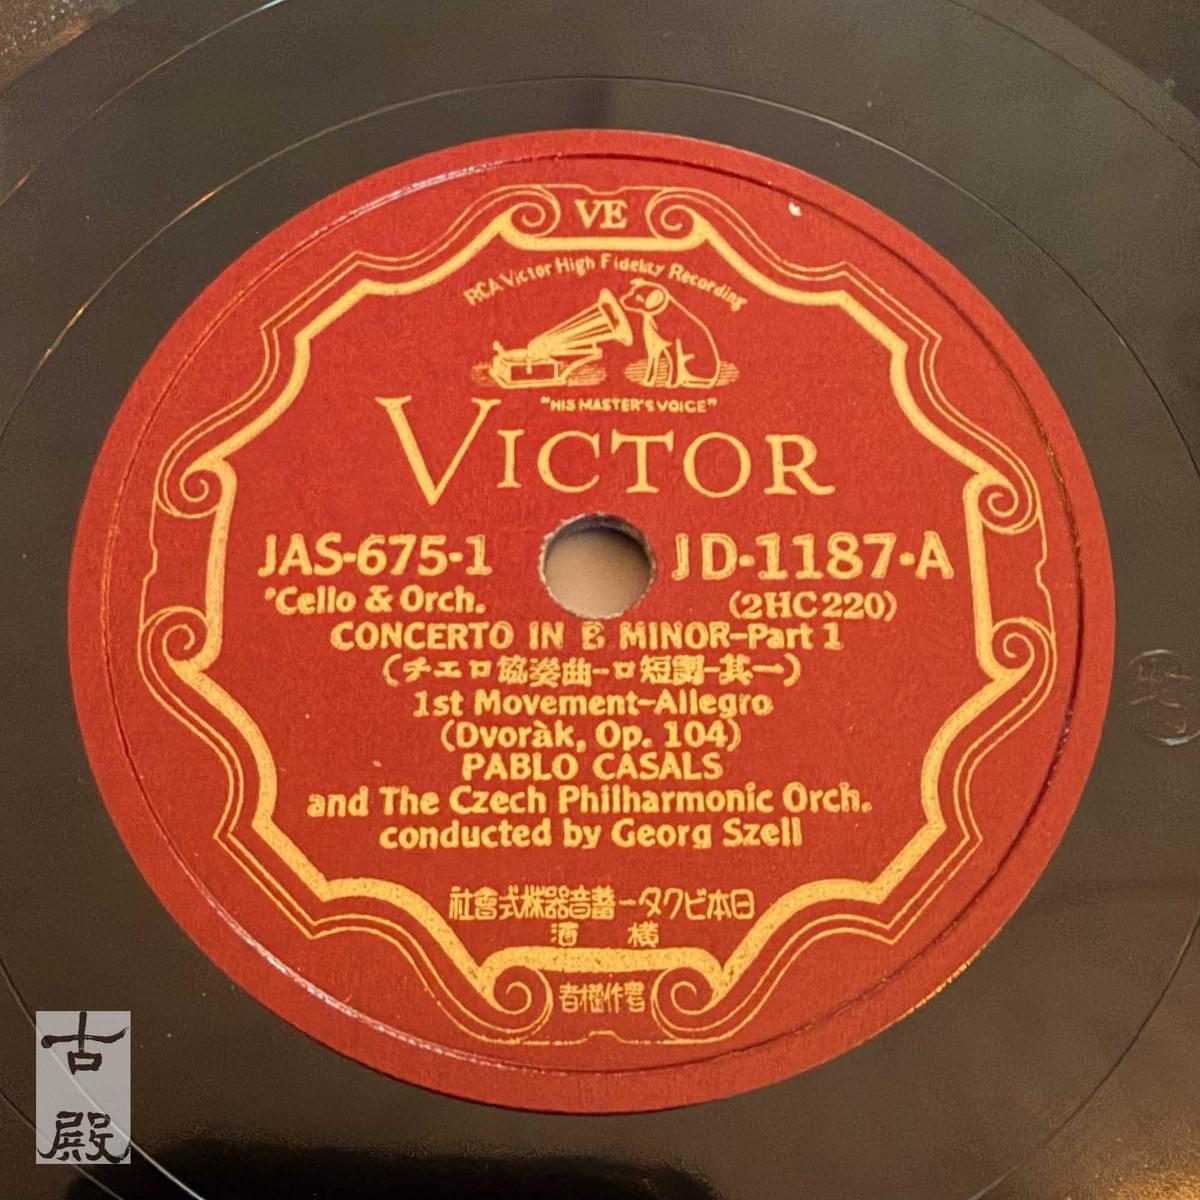 VE
RCA Victor High Fidelity Recording
"HIS MASTER'S VOICE"
VICTOR
JAS-675-1
JD-1187-A
'Cello & Orch.
(2HC220)
CONCERTO IN B MINOR-Part 1
(チェロ協奏曲-ロ短調-其一)
1st Movement-Allegro
(Dvoràk, Op. 104)
PABLO CASALS
and The Czech Philharmonic Orch.
conducted by Georg Szell
社會式株器音蓄ータクビ本日
横
者權作著
古
殿